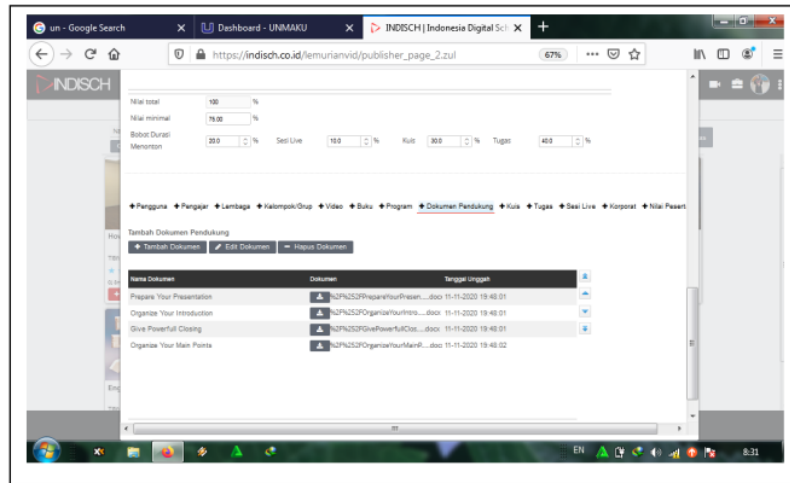 un - Google Search
Dashboard - UNMAKU
INDISCH | Indonesia Digital Sch
https://indisch.co.id/lemurianvid/publisher_page_2.zul
67%
INDISCH
Nilai total 100 %
Nilai minimal 75.00 %
Bobot Durasi Menonton 20.0 % Sesi Live 10.0 % Kuis 30.0 % Tugas 40.0 %
+ Pengguna + Pengajar + Lembaga + Kelompok/Grup + Video + Buku + Program + Dokumen Pendukung + Kuis + Tugas + Sesi Live + Korporat + Nilai Pesert
Tambah Dokumen Pendukung
+ Tambah Dokumen Edit Dokumen − Hapus Dokumen
Nama Dokumen Dokumen Tanggal Unggah
Prepare Your Presentation %2F%252FPrepareYourPresen....docx 11-11-2020 19:48:01
Organize Your Introduction %2F%252FOrganizeYourIntro....docx 11-11-2020 19:48:01
Give Powerfull Closing %2F%252FGivePowerfullClos....docx 11-11-2020 19:48:01
Organize Your Main Points %2F%252FOrganizeYourMainP....docx 11-11-2020 19:48:02
EN
8:31